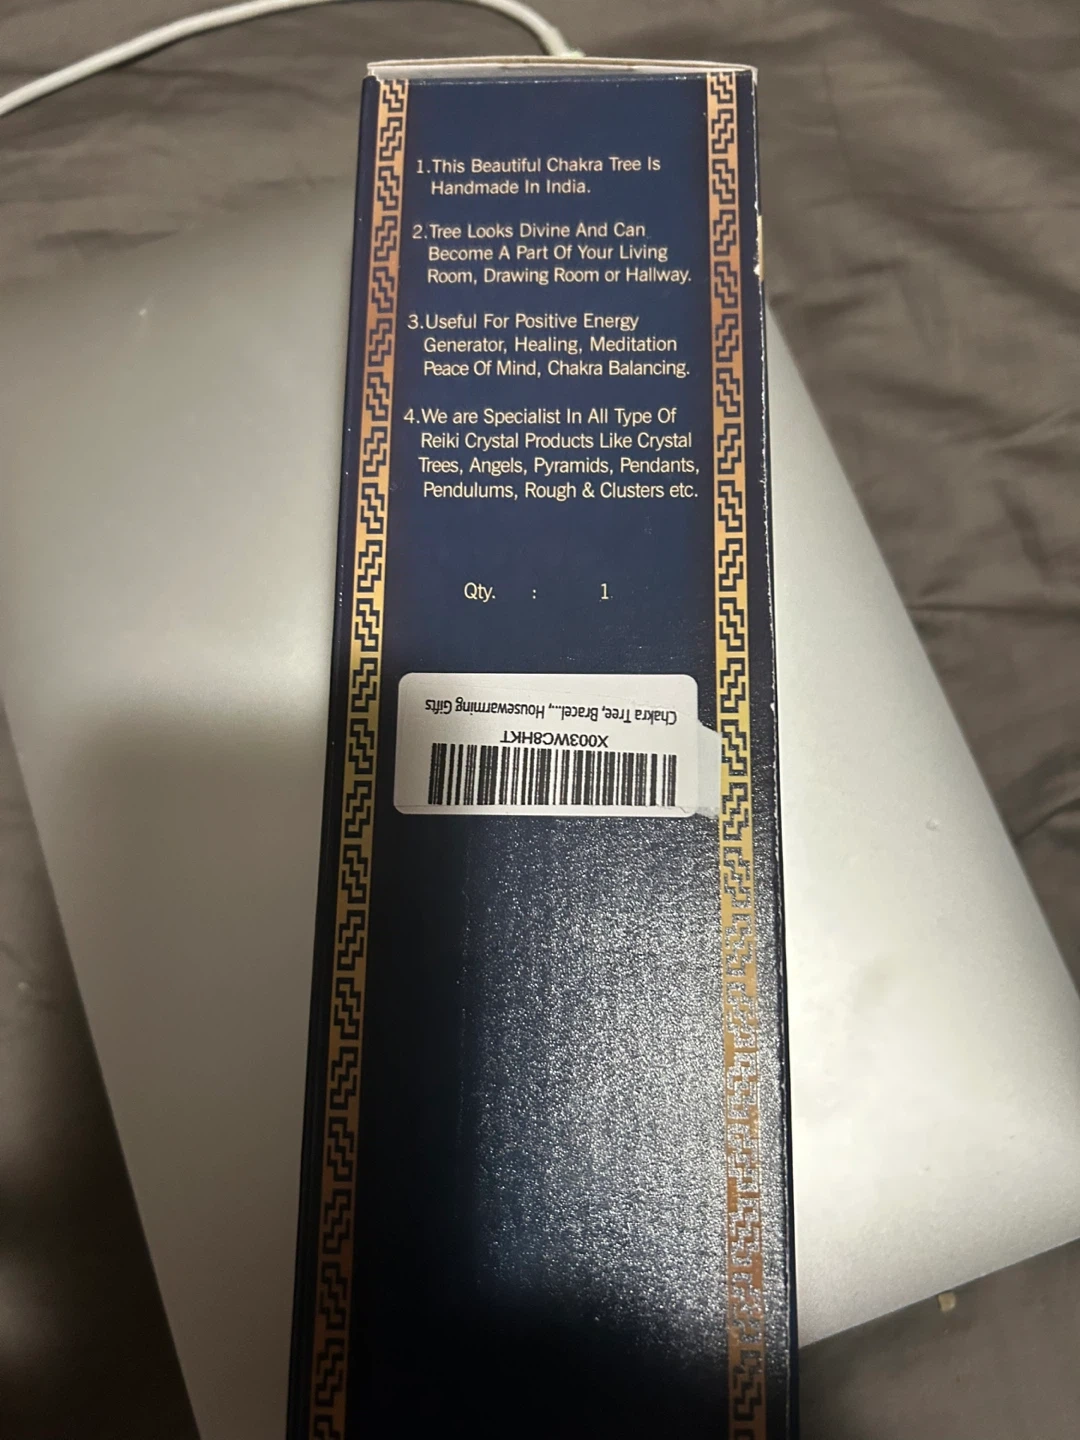 1.This Beautiful Chakra Tree Is
Handmade In India.
2.Tree Looks Divine And Can
Become A Part Of Your Living
Room, Drawing Room or Hallway.
3.Useful For Positive Energy
Generator, Healing, Meditation
Peace Of Mind, Chakra Balancing.
4.We are Specialist In All Type Of
Reiki Crystal Products Like Crystal
Trees, Angels, Pyramids, Pendants,
Pendulums, Rough & Clusters etc.
Qty. : 1
X003WC8HKT
Chakra Tree, Bracel..., Housewarming Gifts